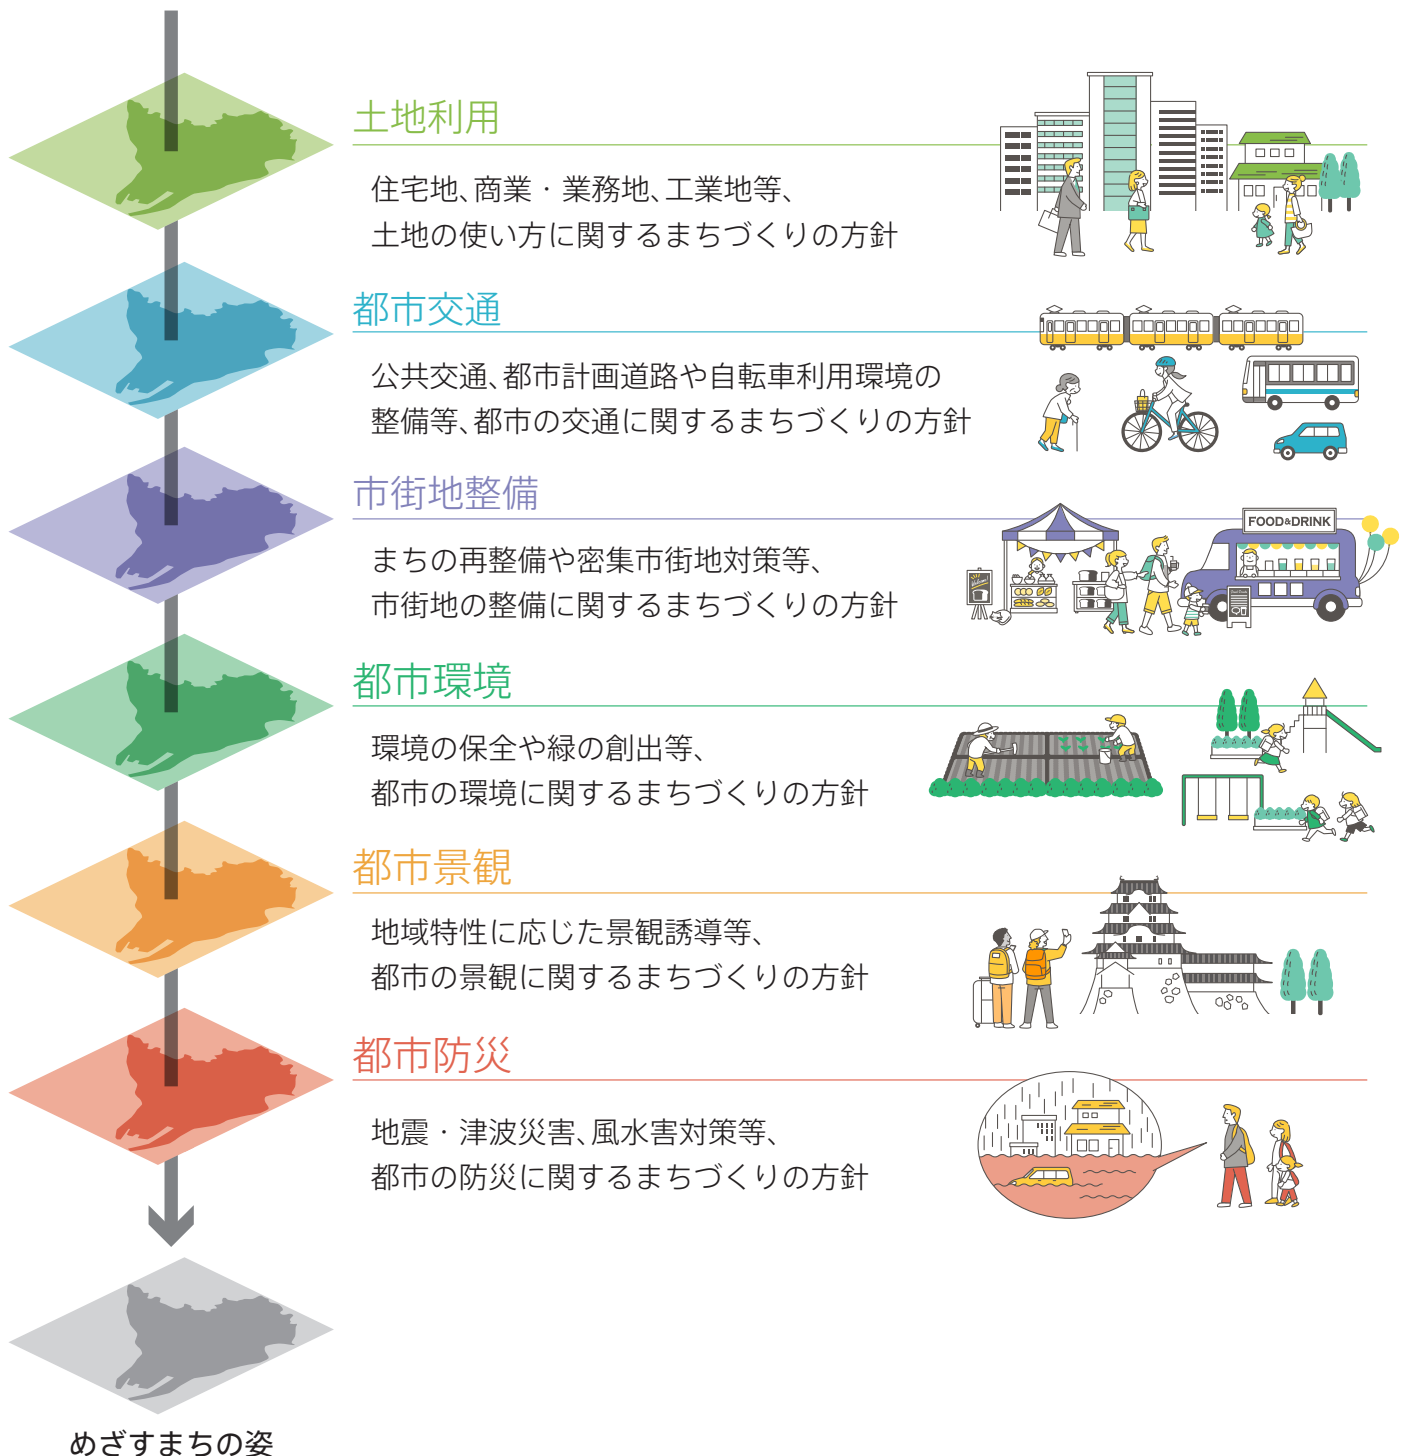 土地利用
住宅地、商業・業務地、工業地等、
土地の使い方に関するまちづくりの方針
都市交通
公共交通、都市計画道路や自転車利用環境の
整備等、都市の交通に関するまちづくりの方針
市街地整備
FOOD&DRINK
まちの再整備や密集市街地対策等、
市街地の整備に関するまちづくりの方針
都市環境
環境の保全や緑の創出等、
都市の環境に関するまちづくりの方針
都市景観
地域特性に応じた景観誘導等、
都市の景観に関するまちづくりの方針
都市防災
地震・津波災害、風水害対策等、
都市の防災に関するまちづくりの方針
めざすまちの姿